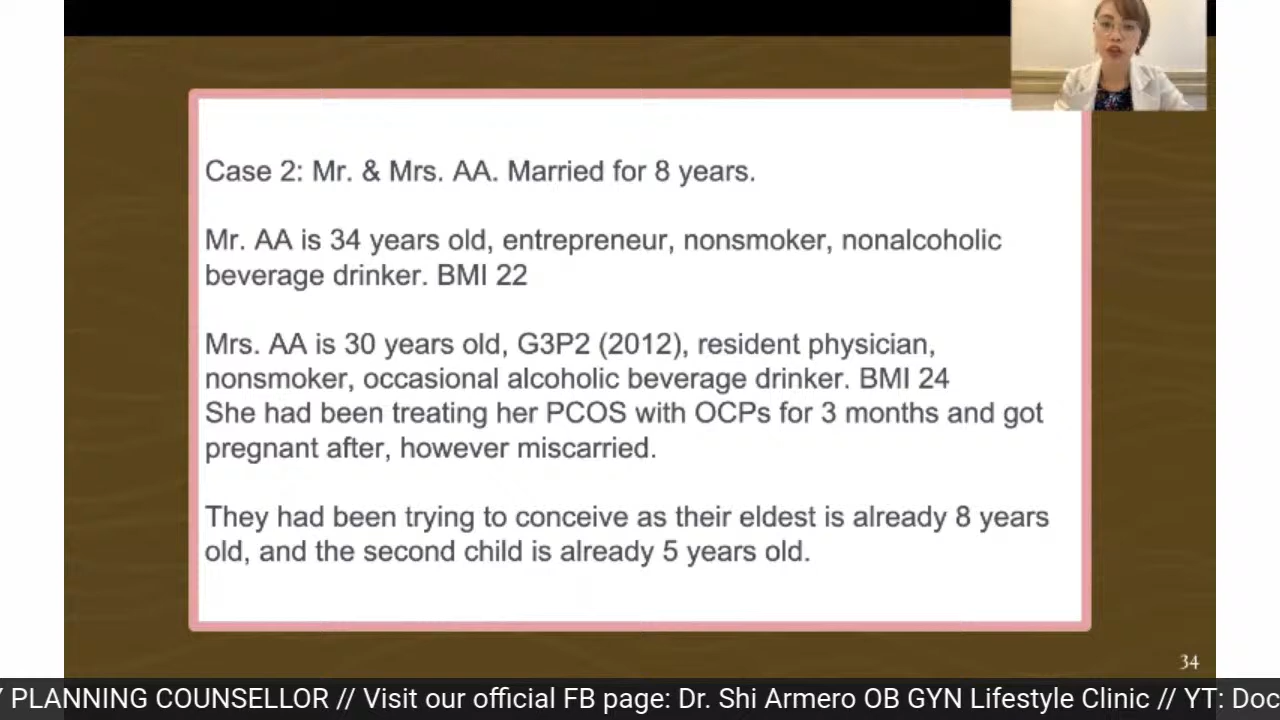 Case 2: Mr. & Mrs. AA. Married for 8 years.
Mr. AA is 34 years old, entrepreneur, nonsmoker, nonalcoholic
beverage drinker. BMI 22
Mrs. AA is 30 years old, G3P2 (2012), resident physician,
nonsmoker, occasional alcoholic beverage drinker. BMI 24
She had been treating her PCOS with OCPs for 3 months and got
pregnant after, however miscarried.
They had been trying to conceive as their eldest is already 8 years
old, and the second child is already 5 years old.
34
Y PLANNING COUNSELLOR // Visit our official FB page: Dr. Shi Armero OB GYN Lifestyle Clinic // YT: Doc